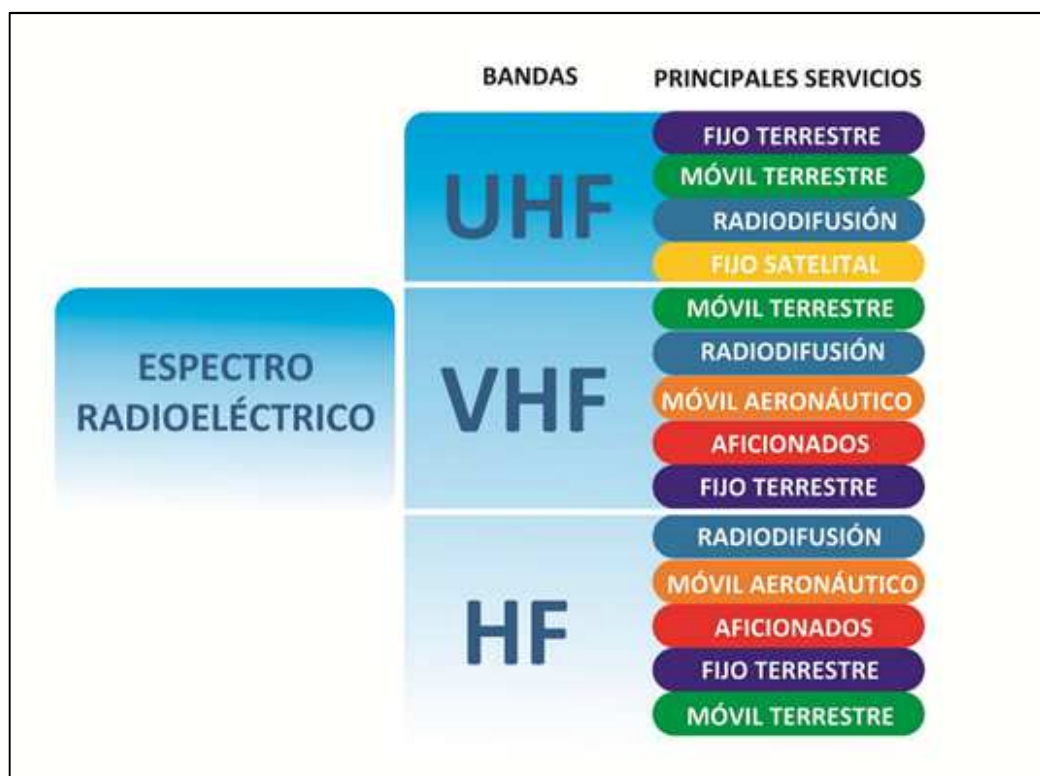 BANDAS
PRINCIPALES SERVICIOS
ESPECTRO
RADIOELÉCTRICO
UHF
FIJO TERRESTRE
MÓVIL TERRESTRE
RADIODIFUSIÓN
FIJO SATELITAL
VHF
MÓVIL TERRESTRE
RADIODIFUSIÓN
MÓVIL AERONÁUTICO
AFICIONADOS
FIJO TERRESTRE
HF
RADIODIFUSIÓN
MÓVIL AERONÁUTICO
AFICIONADOS
FIJO TERRESTRE
MÓVIL TERRESTRE